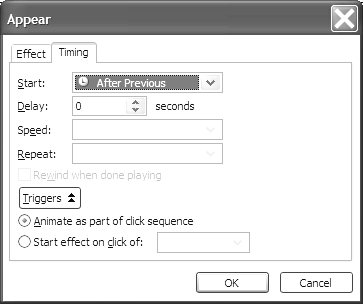 Appear
Effect Timing
Start: After Previous
Delay: 0 seconds
Speed:
Repeat:
Rewind when done playing
Triggers
Animate as part of click sequence
Start effect on click of:
OK Cancel